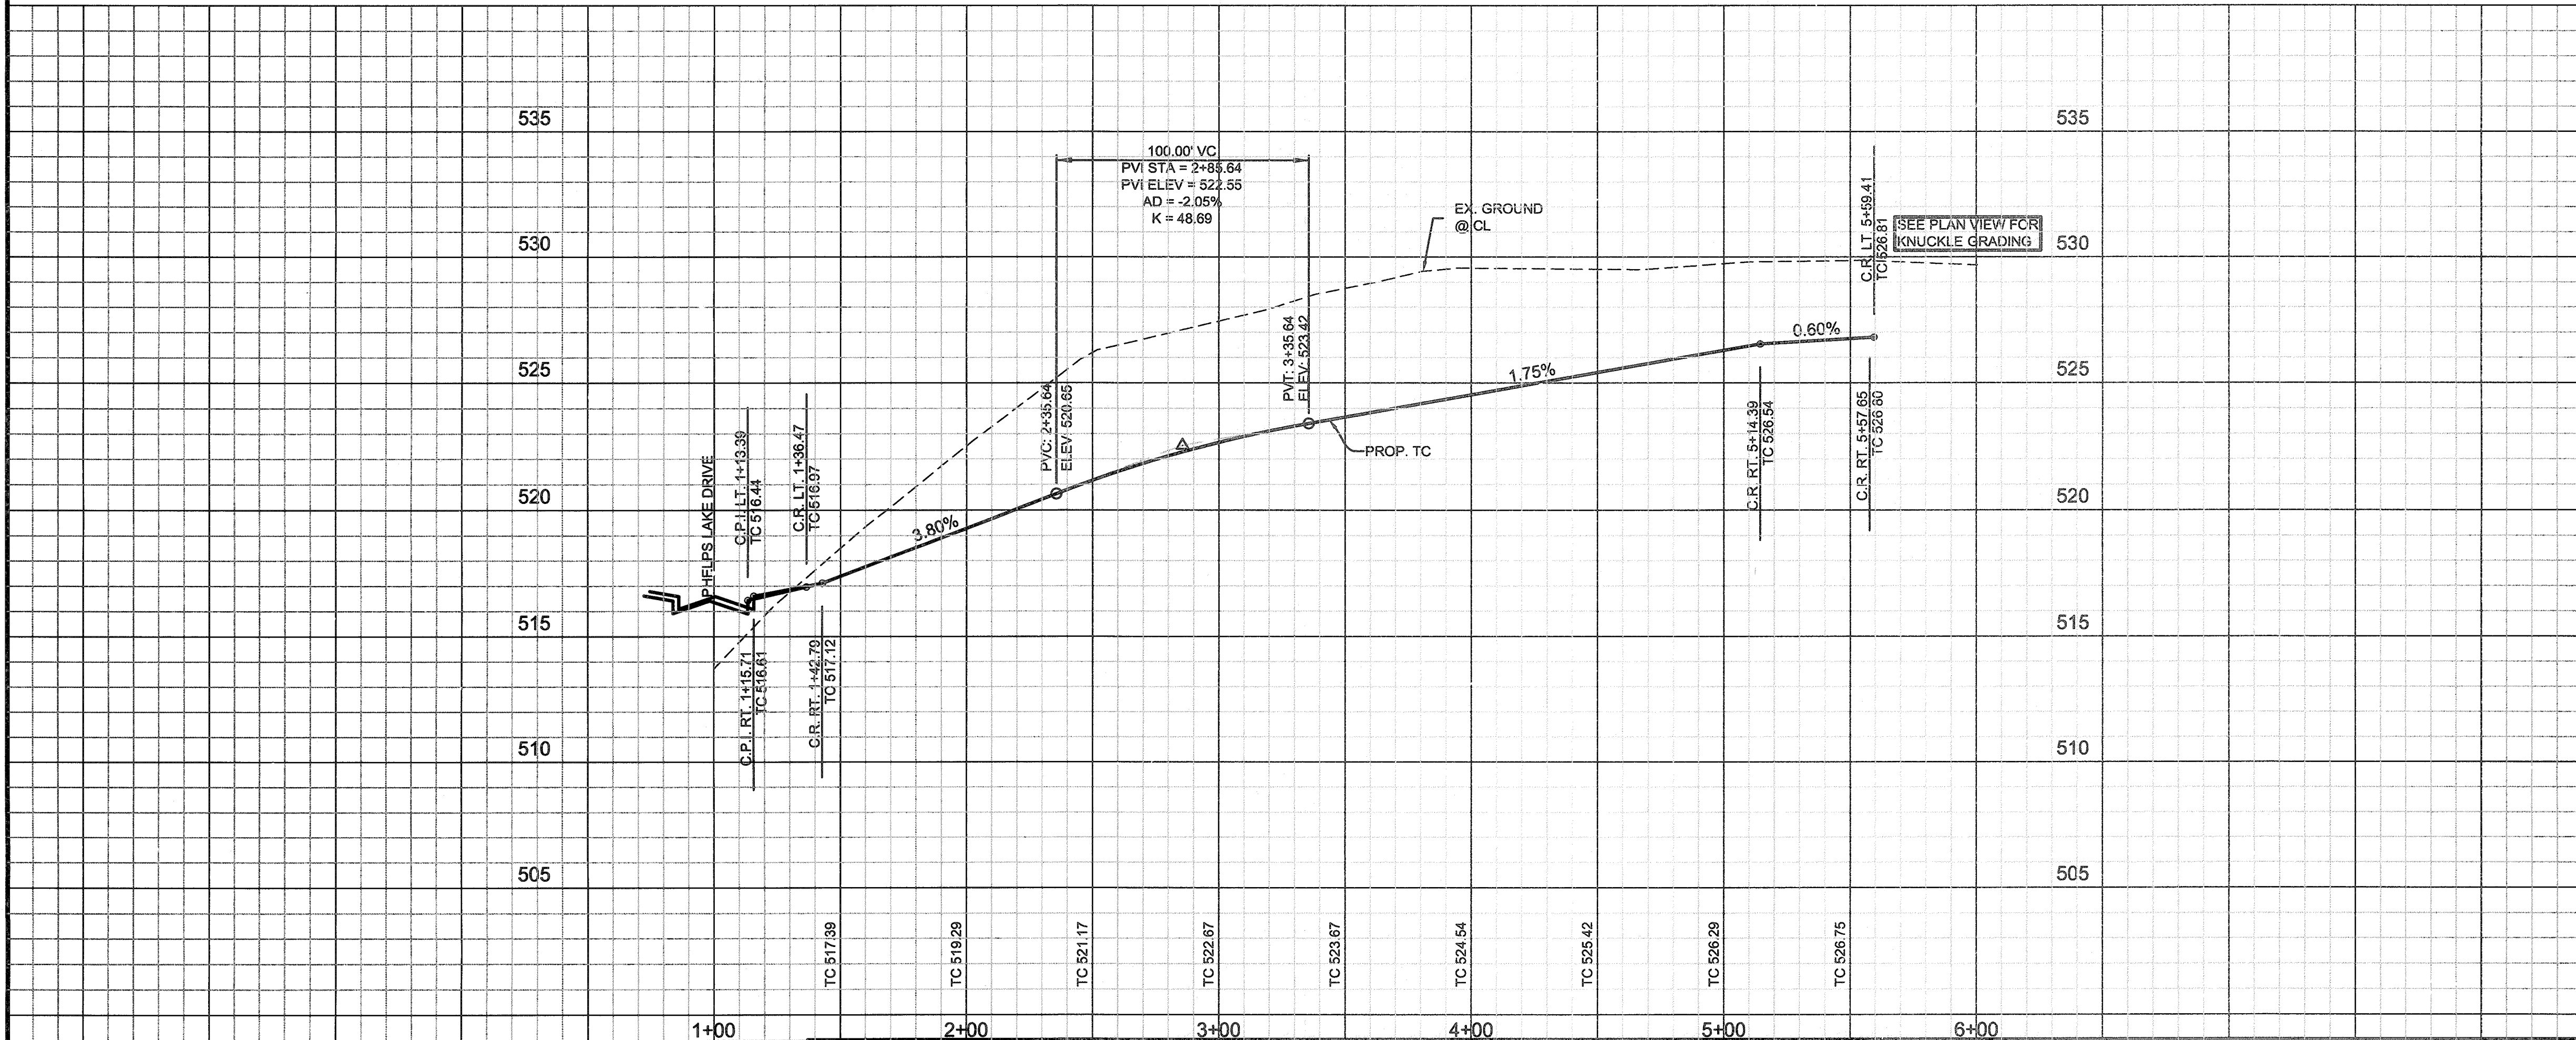 535
535
100.00' VC
PVI STA = 2+85.64
PVI ELEV = 522.55
AD = -2.05%
K = 48.69
EX. GROUND
@ CL
C.R. LT. 5+59.41
TC 526.81
SEE PLAN VIEW FOR
KNUCKLE GRADING
530
530
PVT: 3+35.64
ELEV: 523.42
0.60%
1.75%
525
525
PVC: 2+35.64
ELEV: 520.65
PHELPS LAKE DRIVE
C.P.I. LT. 1+13.39
TC 516.44
C.R. LT. 1+36.47
TC 516.97
3.80%
PROP. TC
C.R. RT. 5+14.39
TC 526.54
C.R. RT. 5+57.65
TC 526.80
520
520
515
515
C.P.I. RT. 1+15.71
TC 516.61
C.R. RT. 1+42.79
TC 517.12
510
510
505
505
TC 517.39
TC 519.29
TC 521.17
TC 522.67
TC 523.67
TC 524.54
TC 525.42
TC 526.29
TC 526.75
1+00
2+00
3+00
4+00
5+00
6+00